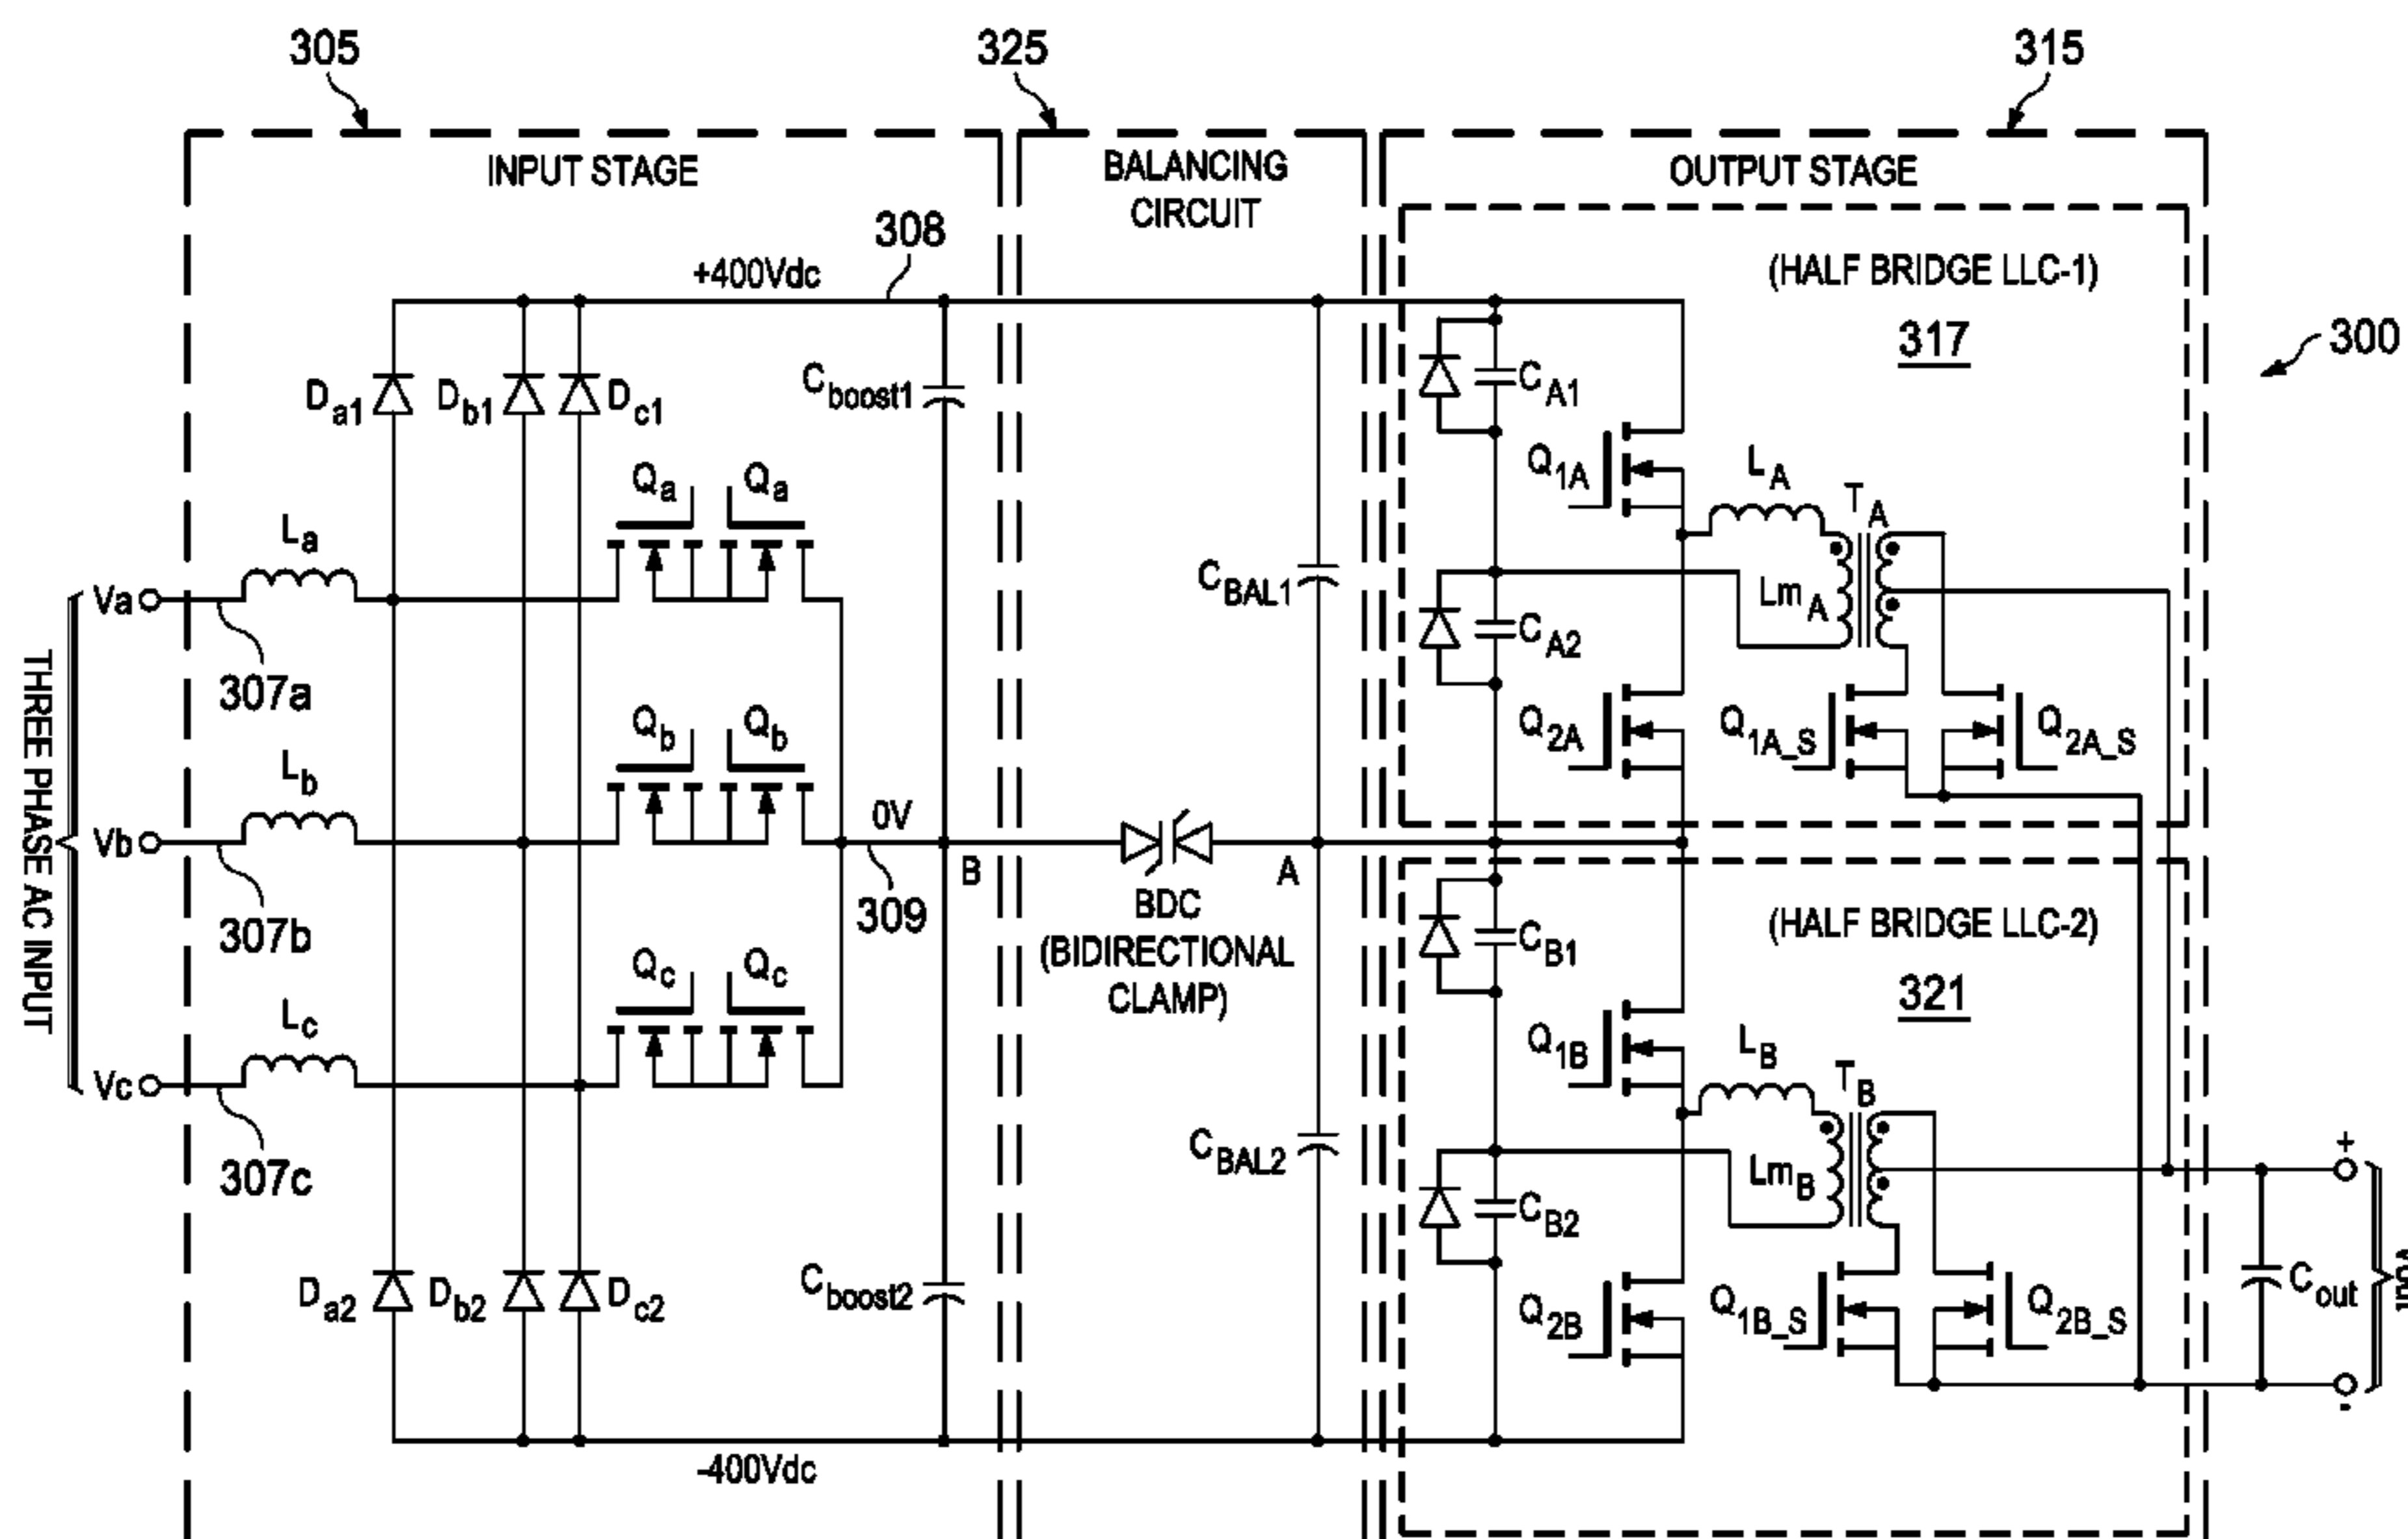 305
325
315
INPUT STAGE
BALANCING
CIRCUIT
OUTPUT STAGE
308
+400Vdc
(HALF BRIDGE LLC-1)
317
300
Da1
Db1
Dc1
Cboost1
CA1
Q1A
LA
TA
Qa
Qa
La
Va
307a
CBAL1
LmA
CA2
Q2A
Q1A_S
Q2A_S
THREE PHASE AC INPUT
Qb
Qb
Lb
Vb
307b
0V
B
309
A
BDC
(BIDIRECTIONAL
CLAMP)
CB1
(HALF BRIDGE LLC-2)
321
Qc
Qc
Lc
Vc
307c
Q1B
LB
TB
CBAL2
LmB
CB2
+
Da2
Db2
Dc2
Cboost2
Q2B
Q1B_S
Q2B_S
Cout
-
-400Vdc